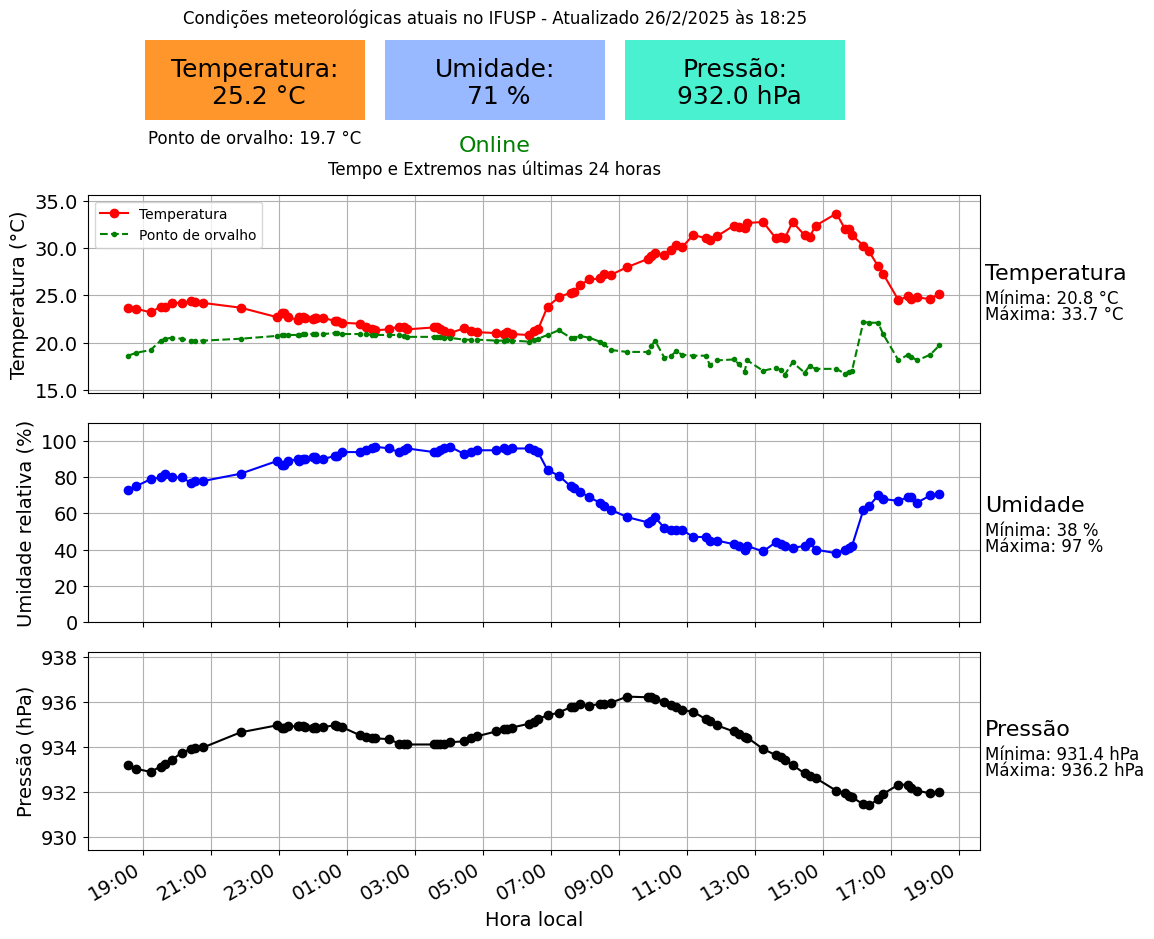 Condições meteorológicas atuais no IFUSP - Atualizado 26/2/2025 às 18:25
Temperatura:
25.2 °C
Umidade:
71 %
Pressão:
932.0 hPa
Ponto de orvalho: 19.7 °C
Online
Tempo e Extremos nas últimas 24 horas
Temperatura (°C)
35.0
30.0
25.0
20.0
15.0
Temperatura
Ponto de orvalho
Temperatura
Mínima: 20.8 °C
Máxima: 33.7 °C
Umidade relativa (%)
100
80
60
40
20
0
Umidade
Mínima: 38 %
Máxima: 97 %
Pressão (hPa)
938
936
934
932
930
Pressão
Mínima: 931.4 hPa
Máxima: 936.2 hPa
19:00
21:00
23:00
01:00
03:00
05:00
07:00
09:00
11:00
13:00
15:00
17:00
19:00
Hora local